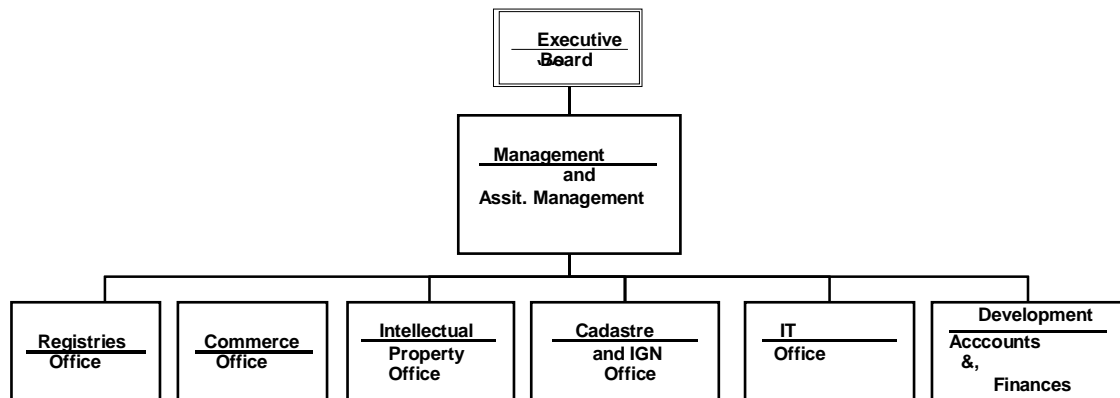 Executive
Board
Management
and
Assit. Management
Registries
Office
Commerce
Office
Intellectual
Property
Office
Cadastre
and IGN
Office
IT
Office
Development
Acccounts
&,
Finances